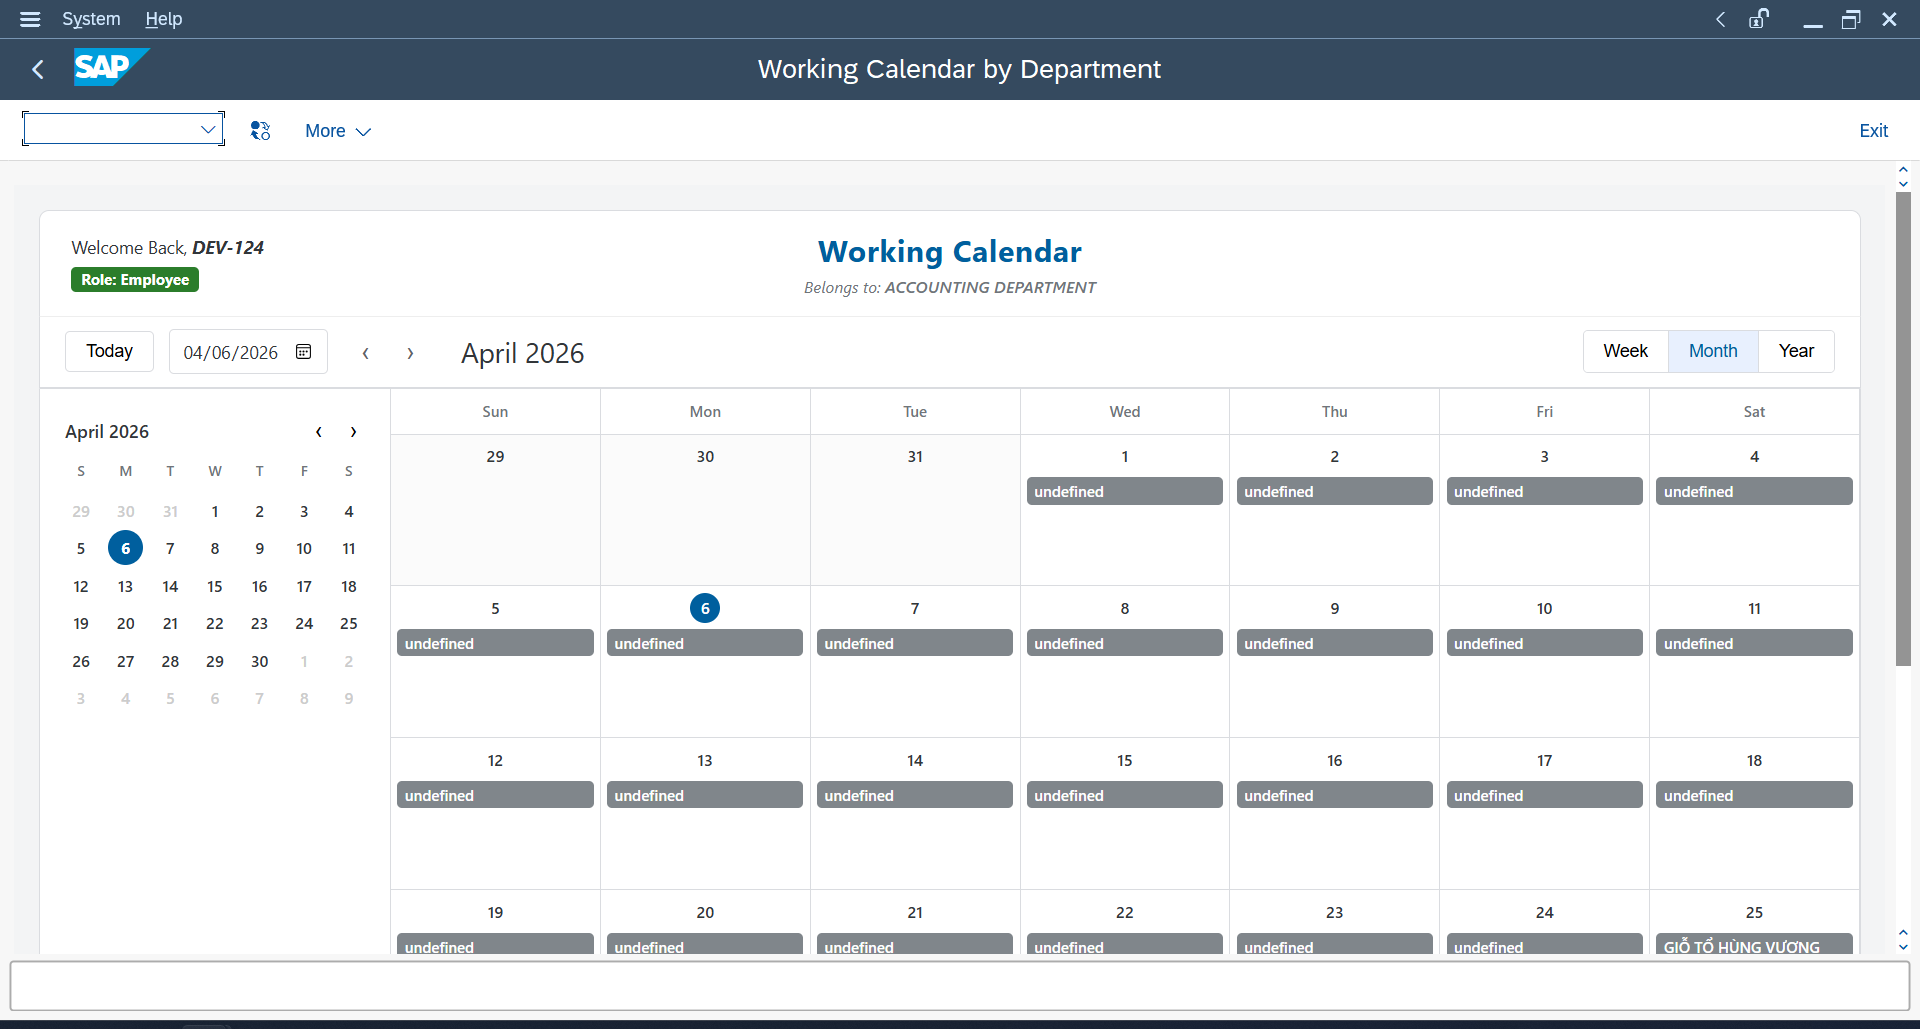 System Help
SAP
Working Calendar by Department
More
Exit
Welcome Back, DEV-124
Role: Employee
Working Calendar
Belongs to: ACCOUNTING DEPARTMENT
Today
04/06/2026
April 2026
Week Month Year
April 2026
S M T W T F S
29 30 31 1 2 3 4
5 6 7 8 9 10 11
12 13 14 15 16 17 18
19 20 21 22 23 24 25
26 27 28 29 30 1 2
3 4 5 6 7 8 9
Sun Mon Tue Wed Thu Fri Sat
29 30 31 1 2 3 4
undefined undefined undefined undefined
5 6 7 8 9 10 11
undefined undefined undefined undefined undefined undefined undefined
12 13 14 15 16 17 18
undefined undefined undefined undefined undefined undefined undefined
19 20 21 22 23 24 25
undefined undefined undefined undefined undefined undefined GIỖ TỔ HÙNG VƯƠNG